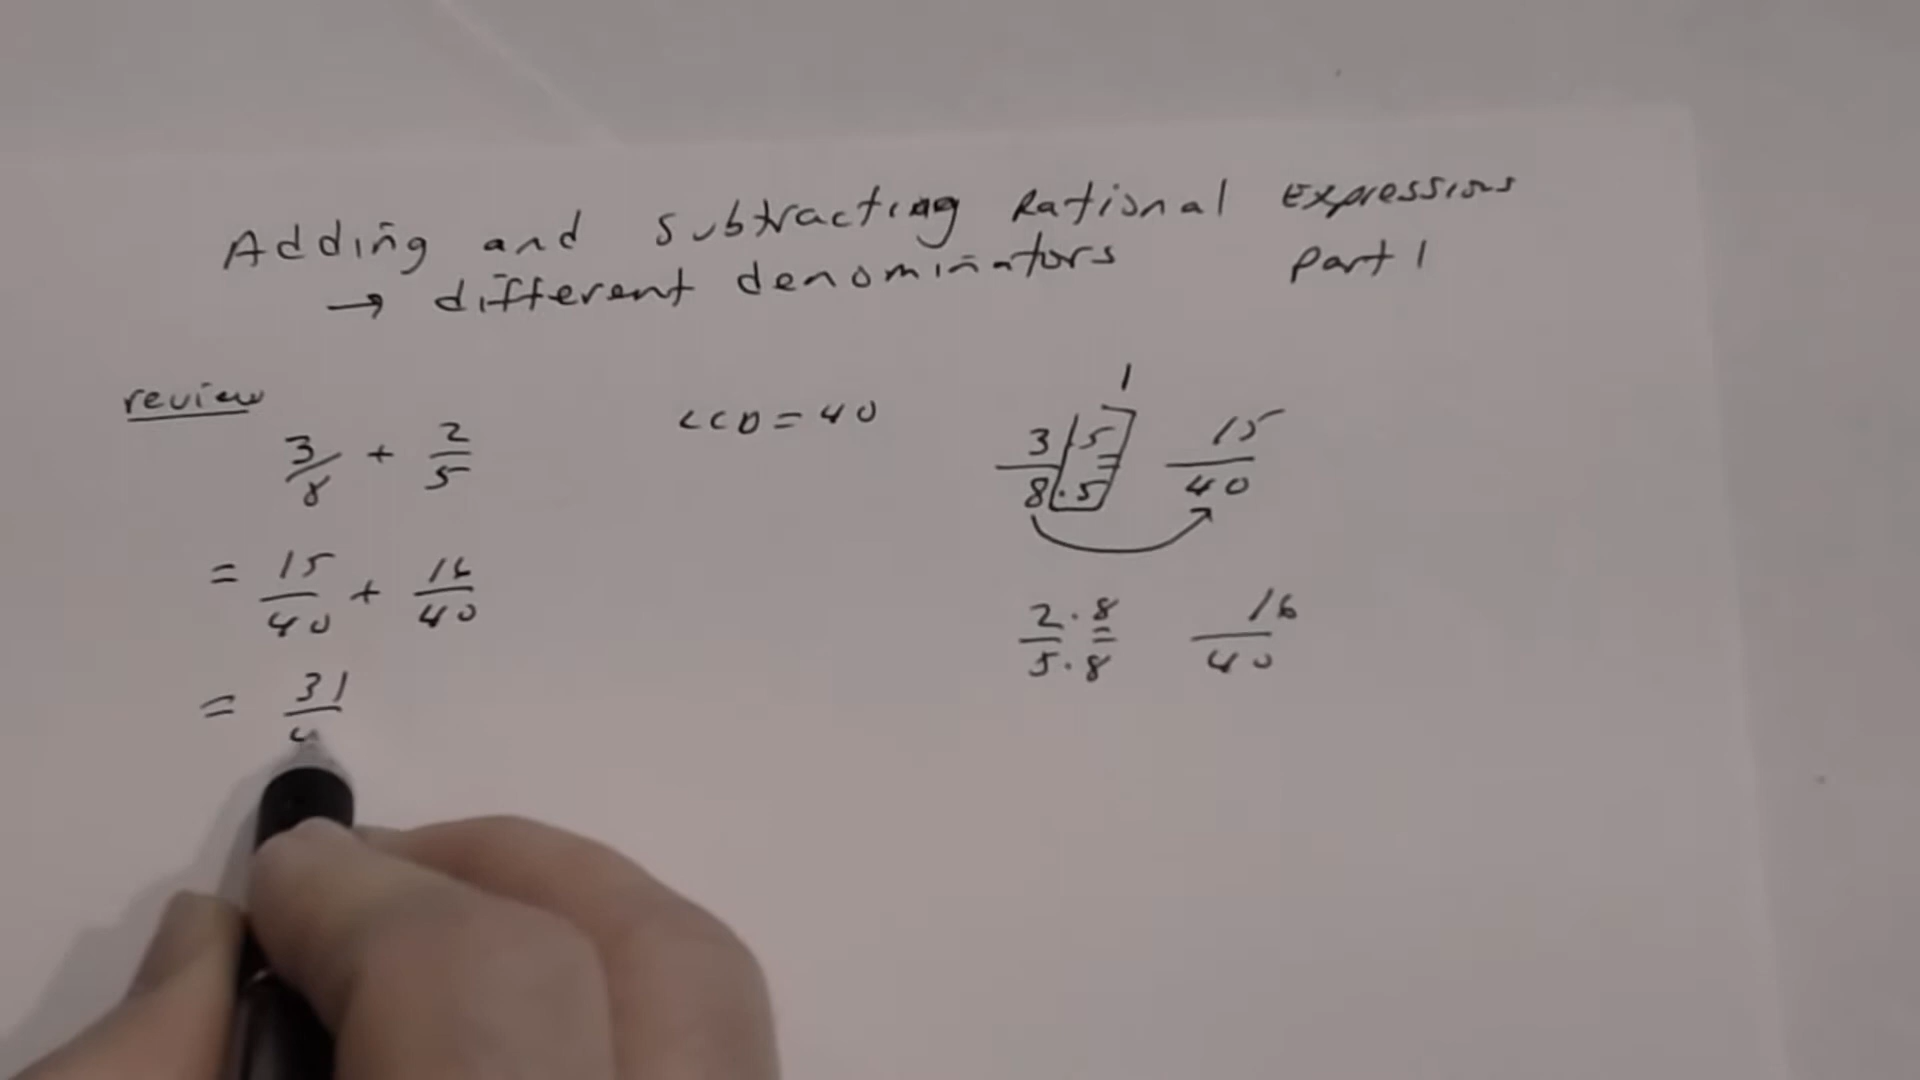 Adding and subtracting Rational Expressions
→ different denominators Part 1
review
3/8 + 2/5
LCD = 40
1
3·5/8·5 = 15/40
= 15/40 + 16/40
2·8/5·8 = 16/40
= 31/4